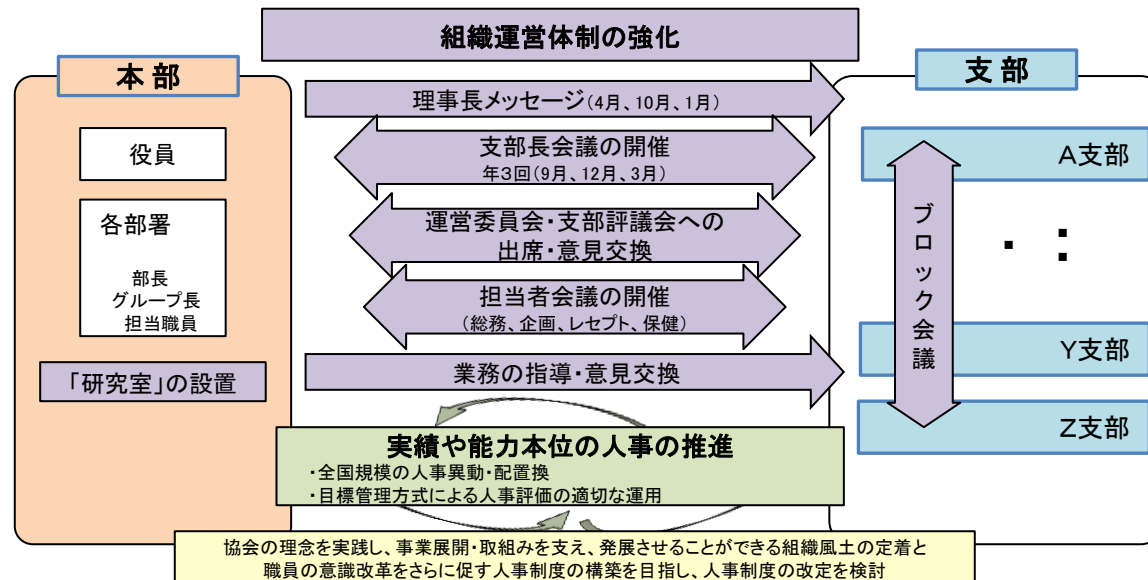 組織運営体制の強化
本部
支部
理事長メッセージ(4月、10月、1月)
役員
支部長会議の開催
年3回(9月、12月、3月)
A支部
各部署
部長
グループ長
担当職員
運営委員会・支部評議会への
出席・意見交換
ブロック会議
・ :
担当者会議の開催
(総務、企画、レセプト、保健)
「研究室」の設置
業務の指導・意見交換
Y支部
Z支部
実績や能力本位の人事の推進
・全国規模の人事異動・配置換
・目標管理方式による人事評価の適切な運用
協会の理念を実践し、事業展開・取組みを支え、発展させることができる組織風土の定着と
職員の意識改革をさらに促す人事制度の構築を目指し、人事制度の改定を検討